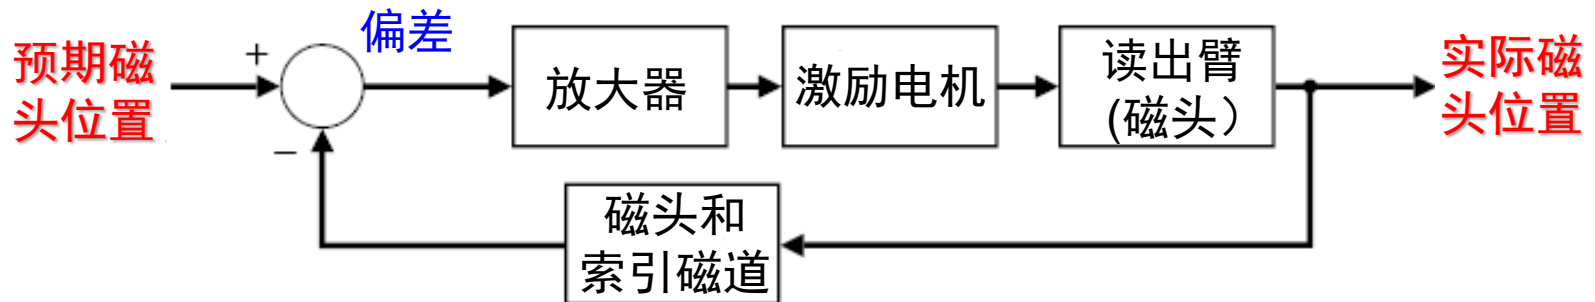 预期磁
头位置
+
−
偏差
放大器
激励电机
读出臂
(磁头）
实际磁
头位置
磁头和
索引磁道